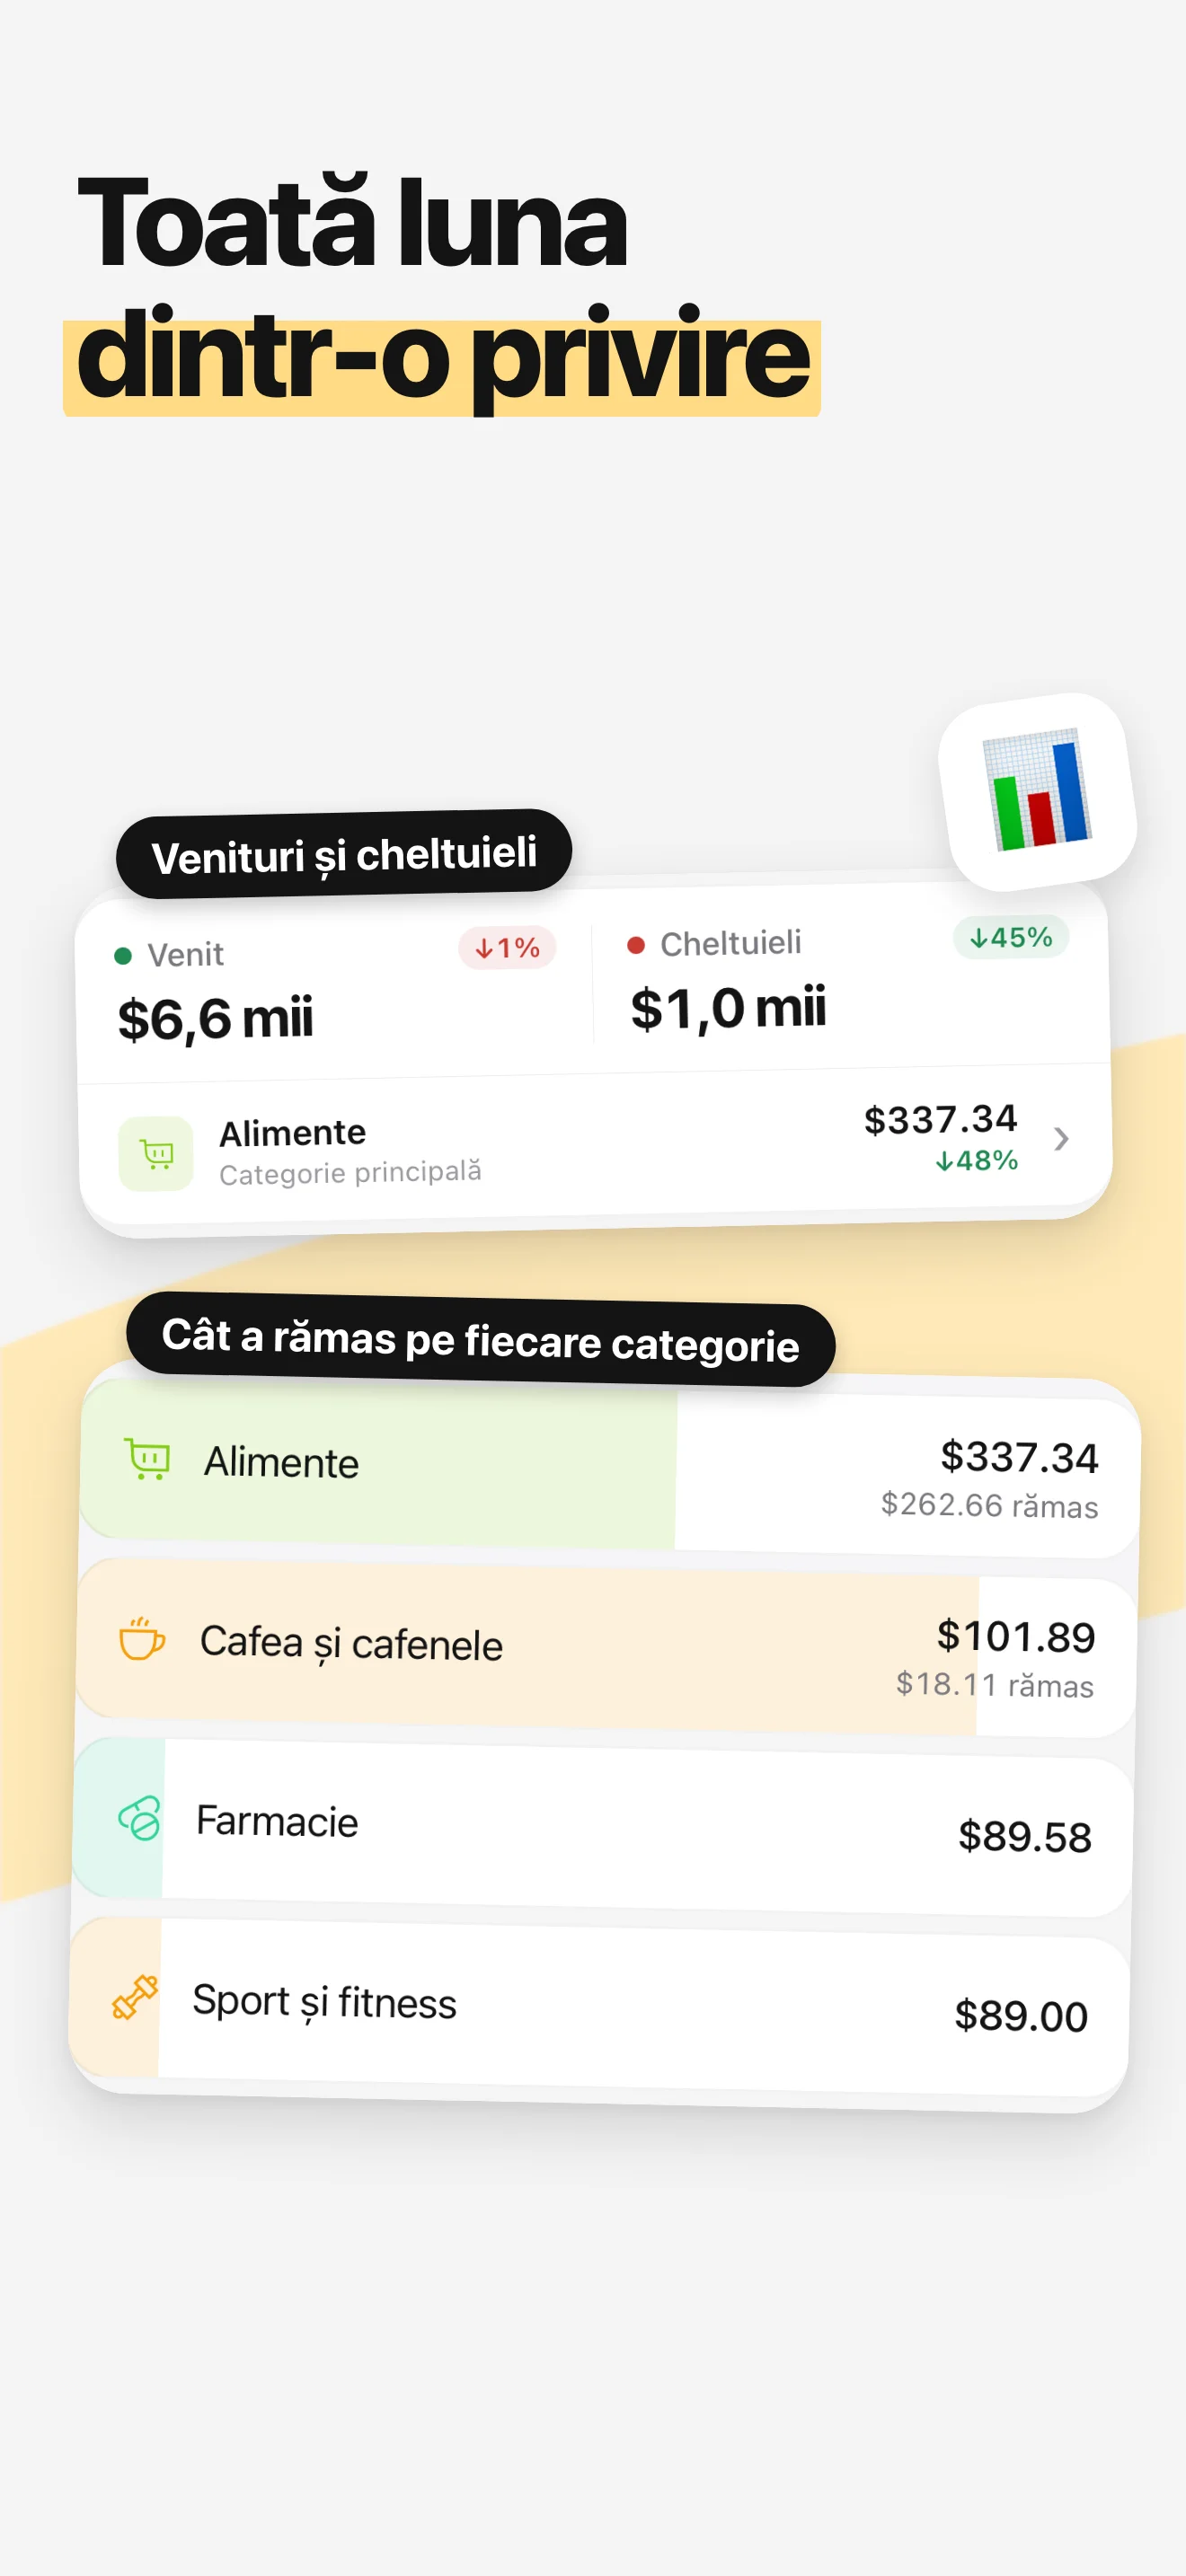 Toată luna
dintr-o privire
Venituri și cheltuieli
Venit
↓1%
$6,6 mii
Cheltuieli
↓45%
$1,0 mii
Alimente
Categorie principală
$337.34
↓48%
Cât a rămas pe fiecare categorie
Alimente
$337.34
$262.66 rămas
Cafea și cafenele
$101.89
$18.11 rămas
Farmacie
$89.58
Sport și fitness
$89.00